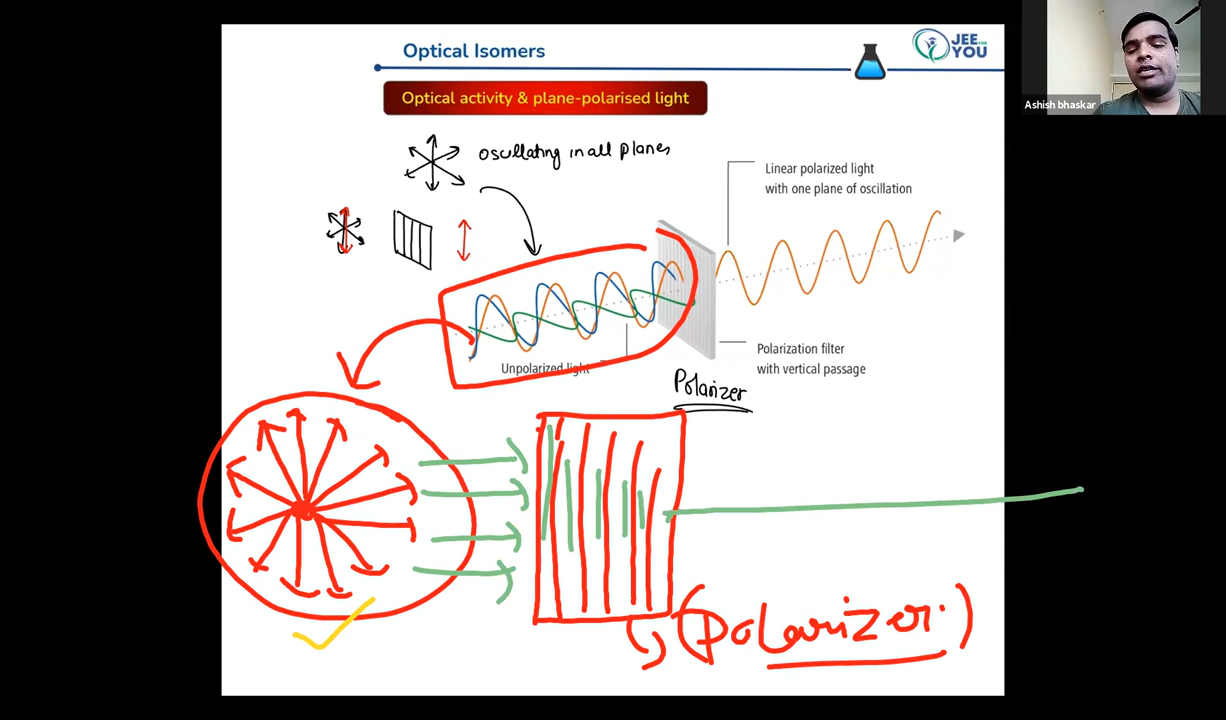 Optical Isomers
JEE FOR YOU
Optical activity & plane-polarised light
Ashish bhaskar
oscillating in all planes
Linear polarized light
with one plane of oscillation
Unpolarized light
Polarization filter
with vertical passage
Polarizer
(Polarizer)